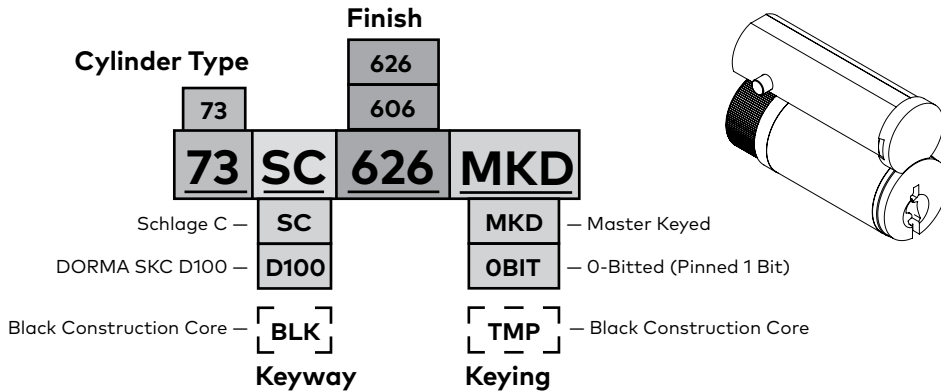 Finish
626
Cylinder Type
606
73
73 SC 626 MKD
Schlage C — SC
MKD — Master Keyed
DORMA SKC D100 — D100
0BIT — 0-Bitted (Pinned 1 Bit)
Black Construction Core — BLK
TMP — Black Construction Core
Keyway
Keying